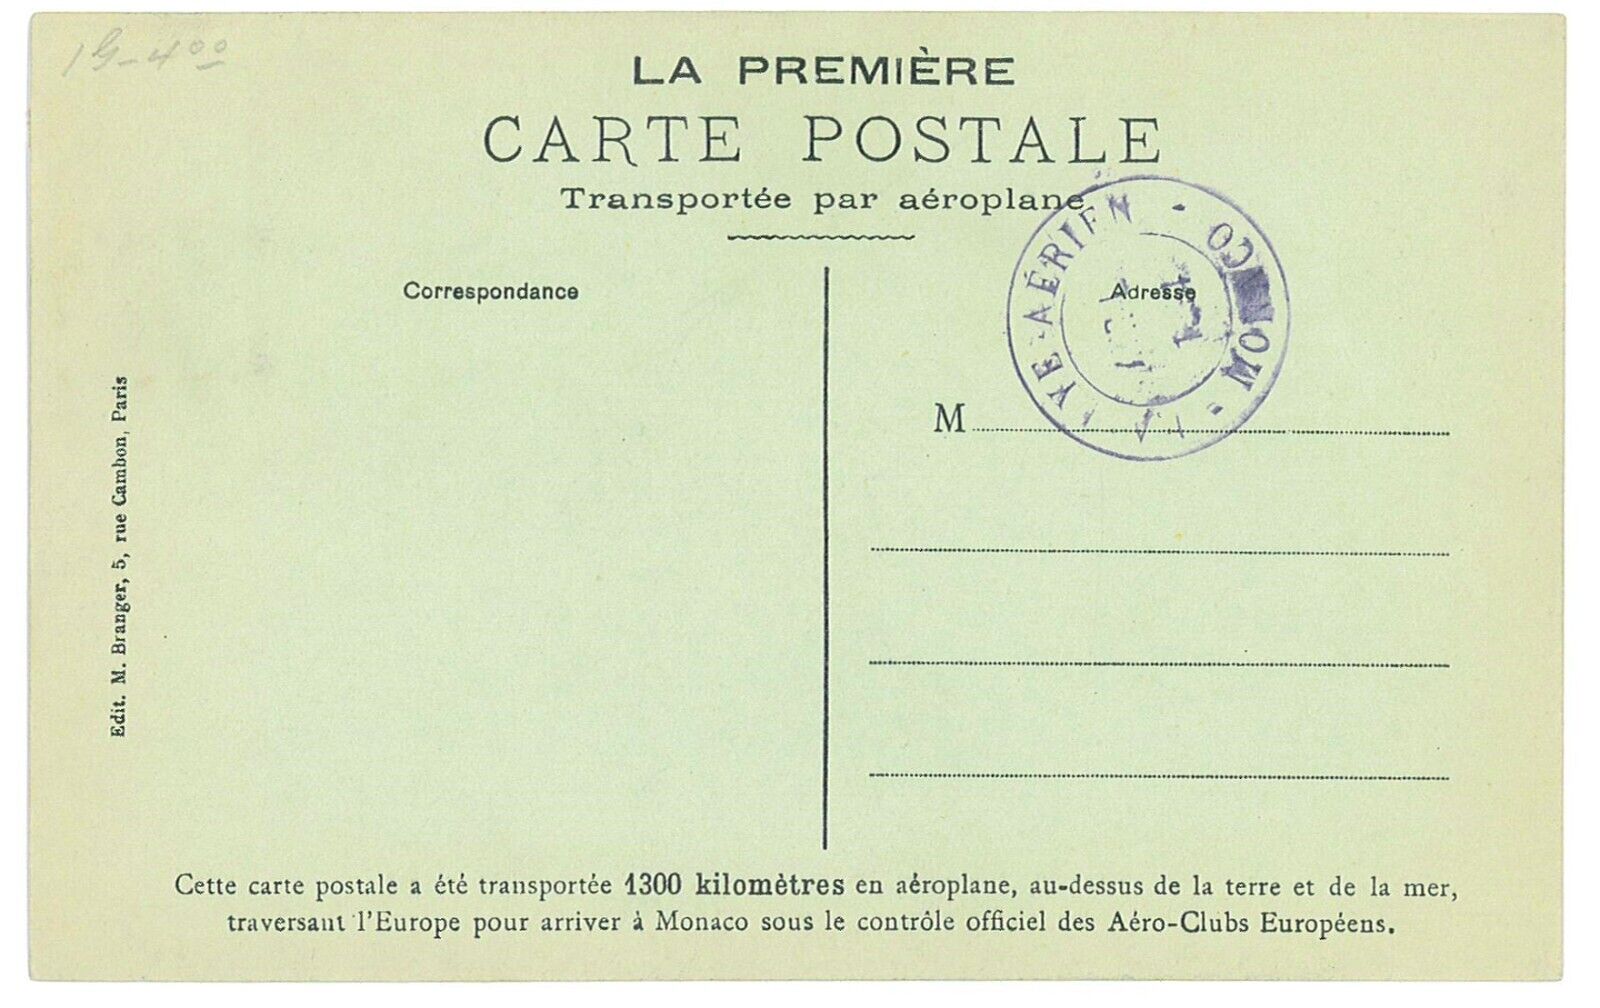 LA PREMIÈRE
CARTE POSTALE
Transportée par aéroplane
Correspondance
Adresse
M
Edit. M. Branger, 5, rue Cambon, Paris
Cette carte postale a été transportée 1300 kilomètres en aéroplane, au-dessus de la terre et de la mer,
traversant l'Europe pour arriver à Monaco sous le contrôle officiel des Aéro-Clubs Européens.